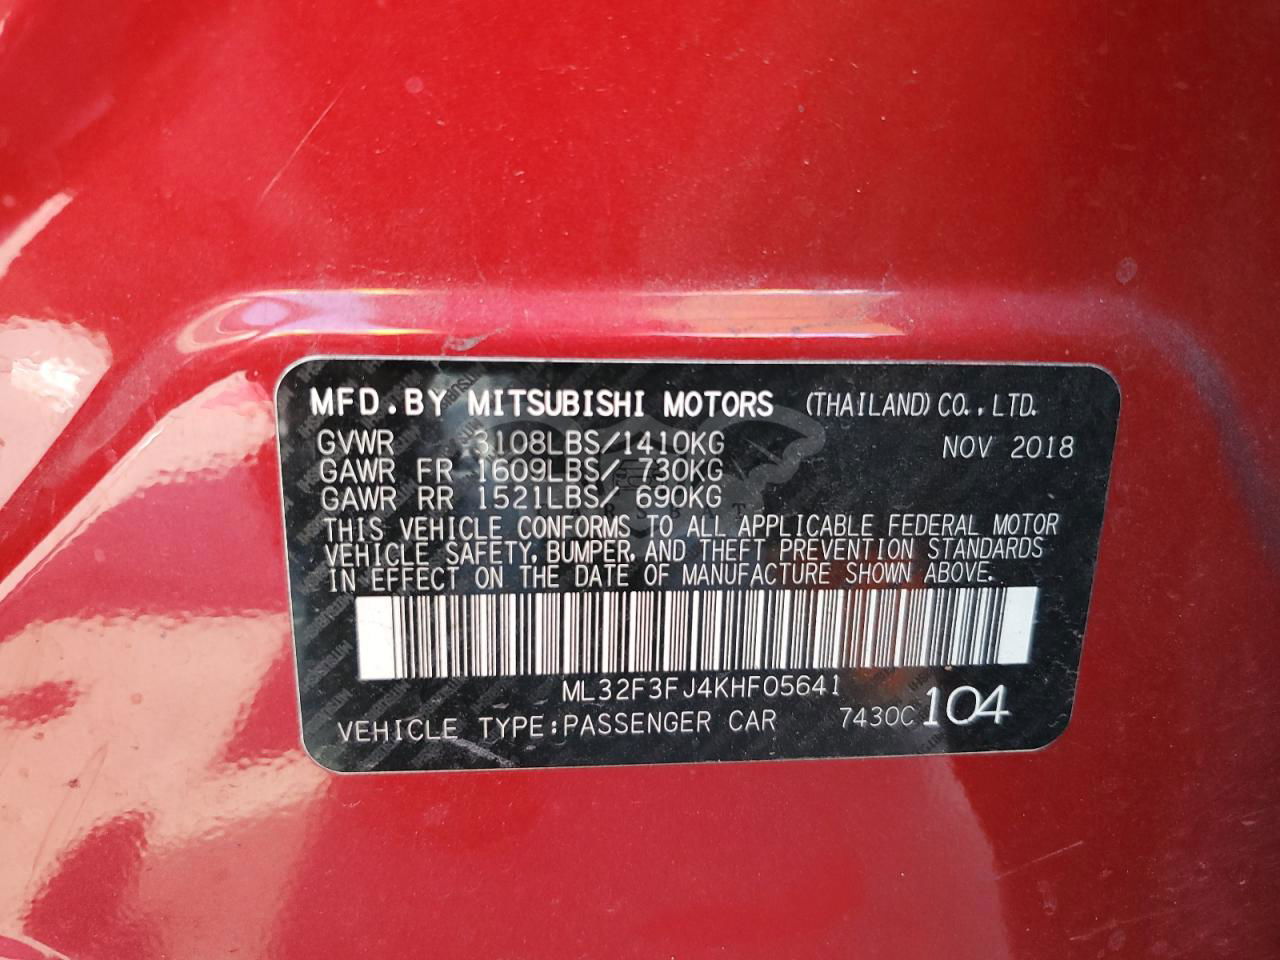 MFD.BY MITSUBISHI MOTORS (THAILAND) CO.,LTD.
GVWR 3108LBS/1410KG NOV 2018
GAWR FR 1609LBS/ 730KG
GAWR RR 1521LBS/ 690KG
THIS VEHICLE CONFORMS TO ALL APPLICABLE FEDERAL MOTOR
VEHICLE SAFETY, BUMPER, AND THEFT PREVENTION STANDARDS
IN EFFECT ON THE DATE OF MANUFACTURE SHOWN ABOVE.
ML32F3FJ4KHF05641
VEHICLE TYPE:PASSENGER CAR 7430C 104